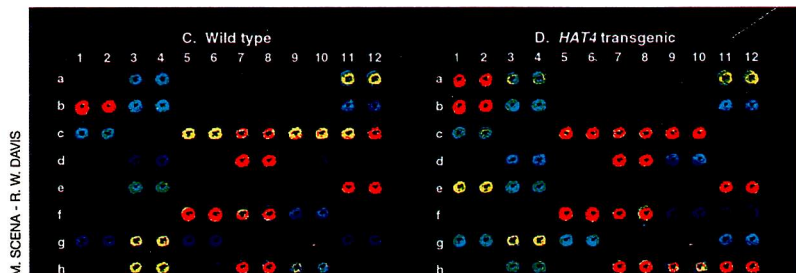 M. SCENA - R. W. DAVIS
C. Wild type
1 2 3 4 5 6 7 8 9 10 11 12
a
b
c
d
e
f
g
h
D. HAT4 transgenic
1 2 3 4 5 6 7 8 9 10 11 12
a
b
c
d
e
f
g
h